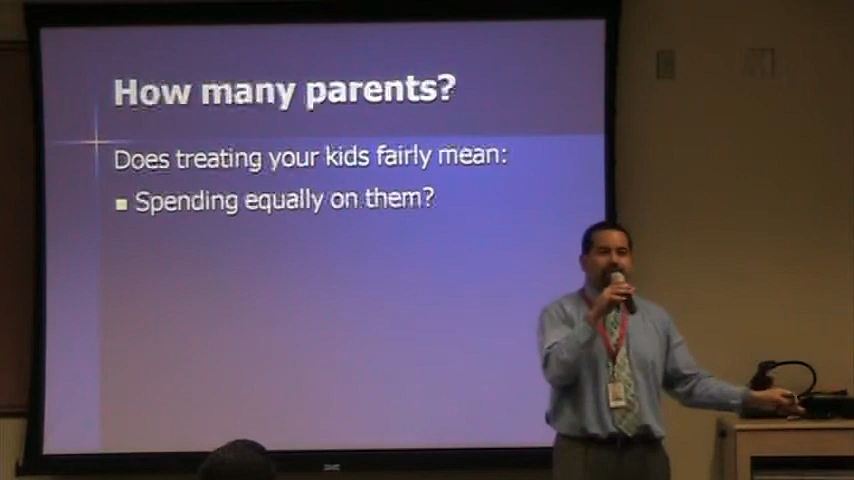 How many parents?
Does treating your kids fairly mean:
Spending equally on them?